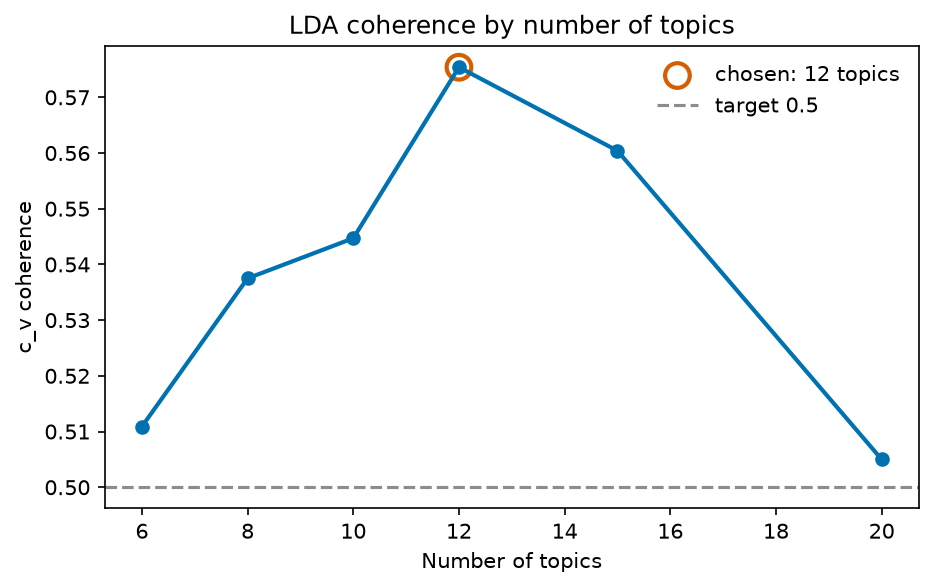 LDA coherence by number of topics
chosen: 12 topics
target 0.5
c_v coherence
0.57
0.56
0.55
0.54
0.53
0.52
0.51
0.50
6 8 10 12 14 16 18 20
Number of topics